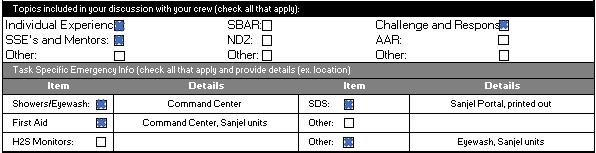 Topics included in your discussion with your crew (check all that apply):
Individual Experienc SBAR: Challenge and Respons
SSE's and Mentors: NDZ: AAR:
Other: Other: Other:
Task Specific Emergency Info (check all that apply and provide details (ex. location)
Item Details Item Details
Showers/Eyewash: Command Center SDS: Sanjel Portal, printed out
First Aid Command Center, Sanjel units Other:
H2S Monitors: Other: Eyewash, Sanjel units